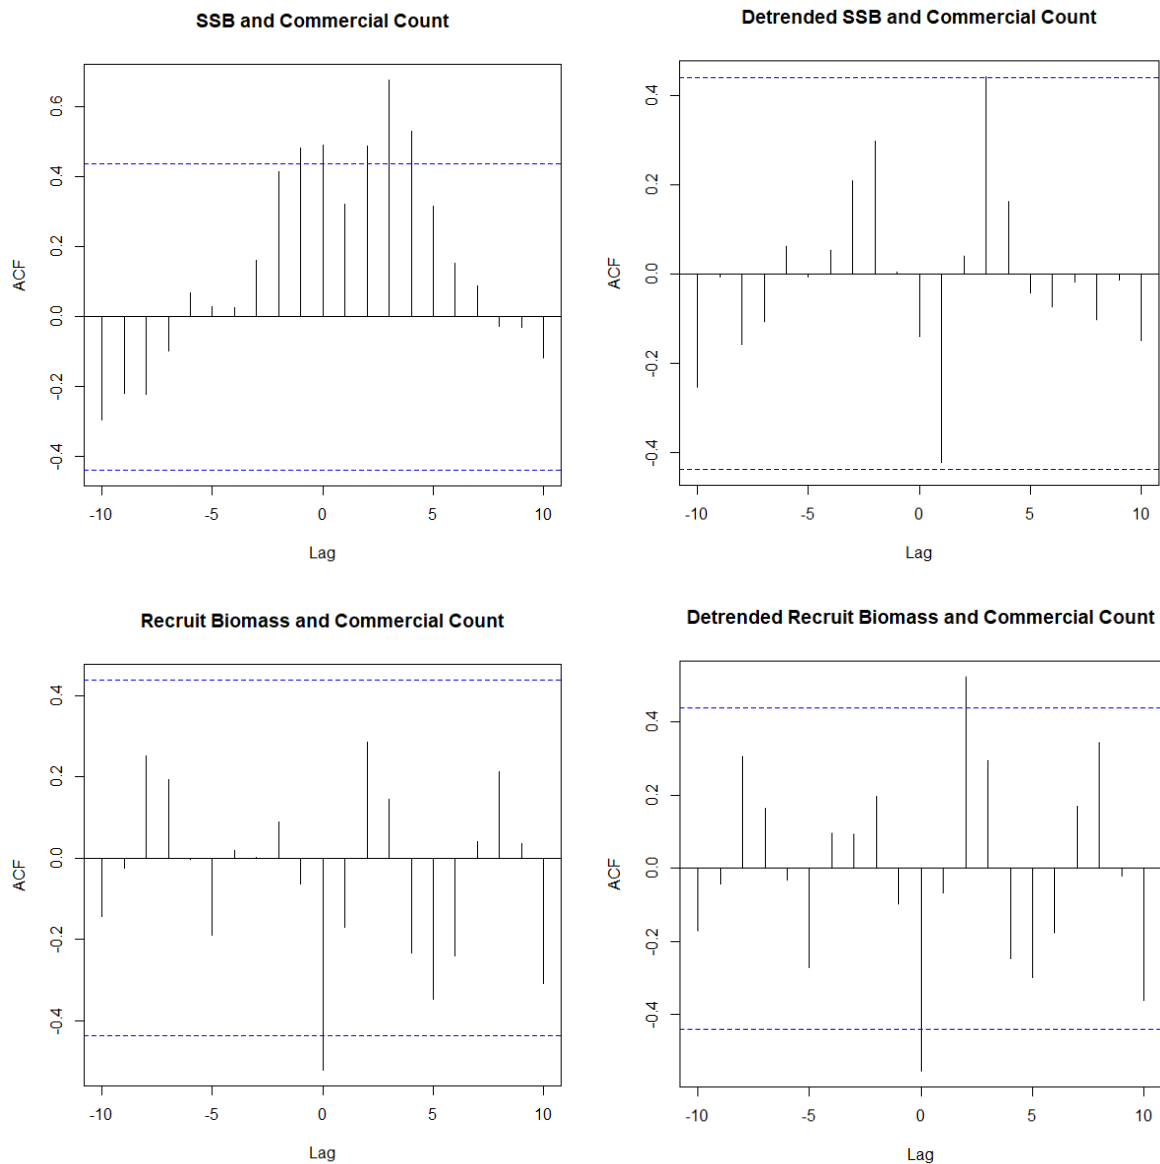 SSB and Commercial Count
ACF
-0.4 -0.2 0.0 0.2 0.4 0.6
-10 -5 0 5 10
Lag
Detrended SSB and Commercial Count
ACF
-0.4 -0.2 0.0 0.2 0.4
-10 -5 0 5 10
Lag
Recruit Biomass and Commercial Count
ACF
-0.4 -0.2 0.0 0.2 0.4
-10 -5 0 5 10
Lag
Detrended Recruit Biomass and Commercial Count
ACF
-0.4 -0.2 0.0 0.2 0.4
-10 -5 0 5 10
Lag